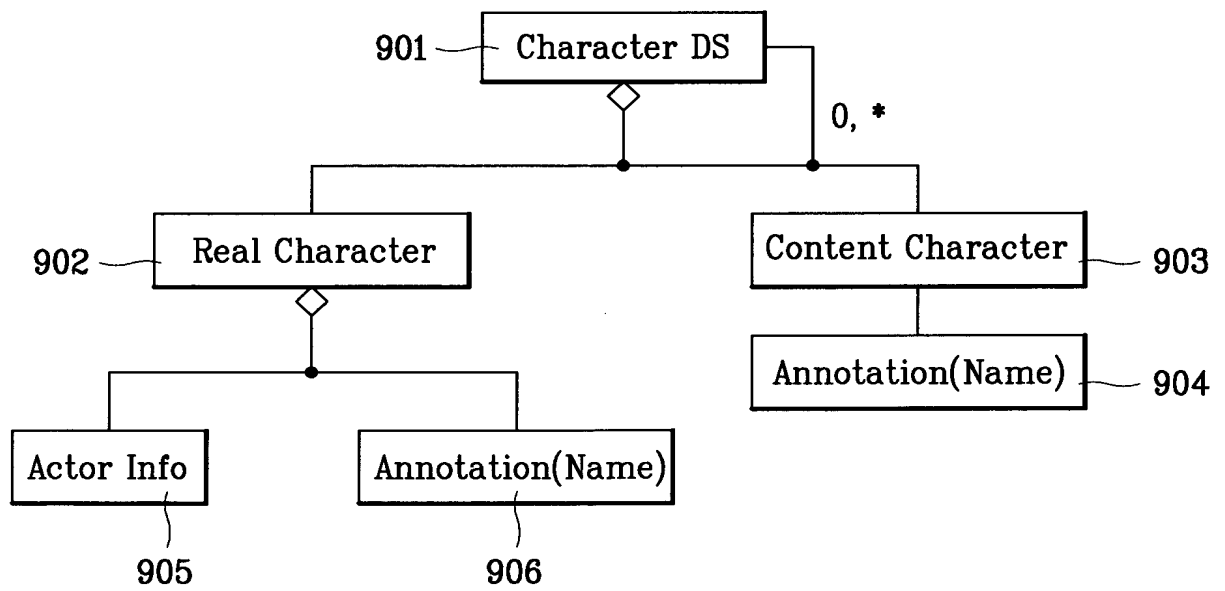 901
Character DS
0, *
902
Real Character
Content Character
903
Annotation(Name)
904
Actor Info
Annotation(Name)
905
906